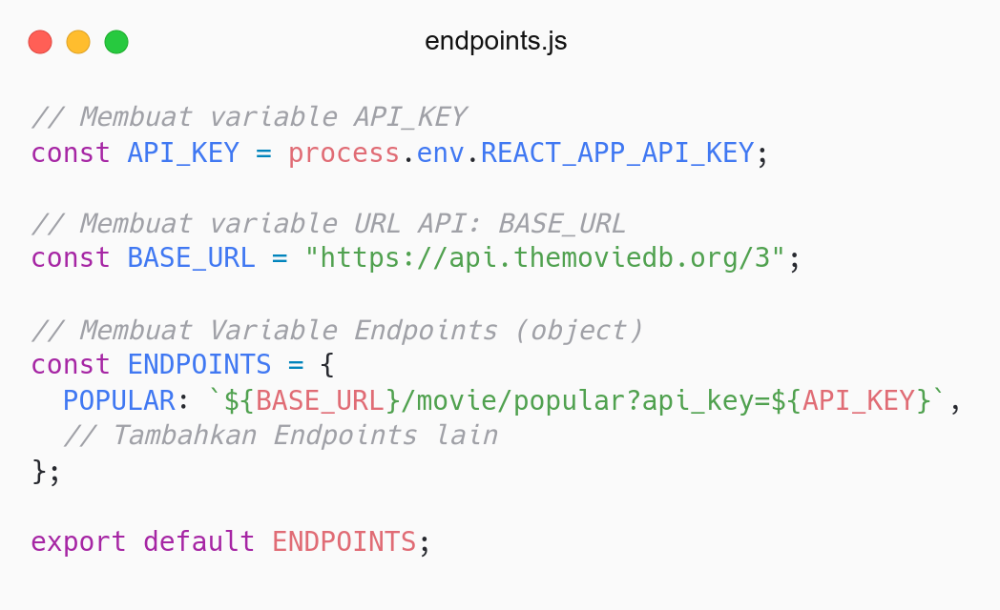 endpoints.js
// Membuat variable API_KEY
const API_KEY = process.env.REACT_APP_API_KEY;
// Membuat variable URL API: BASE_URL
const BASE_URL = "https://api.themoviedb.org/3";
// Membuat Variable Endpoints (object)
const ENDPOINTS = {
  POPULAR: `${BASE_URL}/movie/popular?api_key=${API_KEY}`,
  // Tambahkan Endpoints lain
};
export default ENDPOINTS;